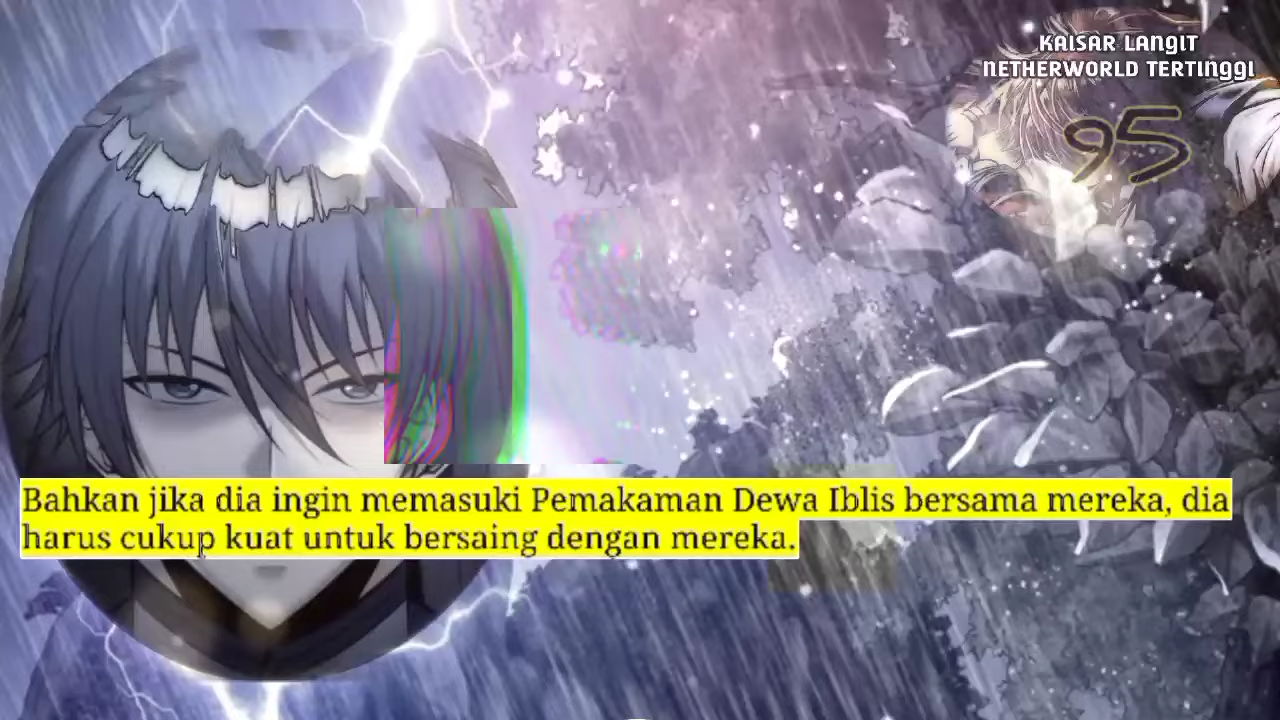 KAISAR LANGIT
NETHERWORLD TERTINGGI
95
Bahkan jika dia ingin memasuki Pemakaman Dewa Iblis bersama mereka, dia
harus cukup kuat untuk bersaing dengan mereka.